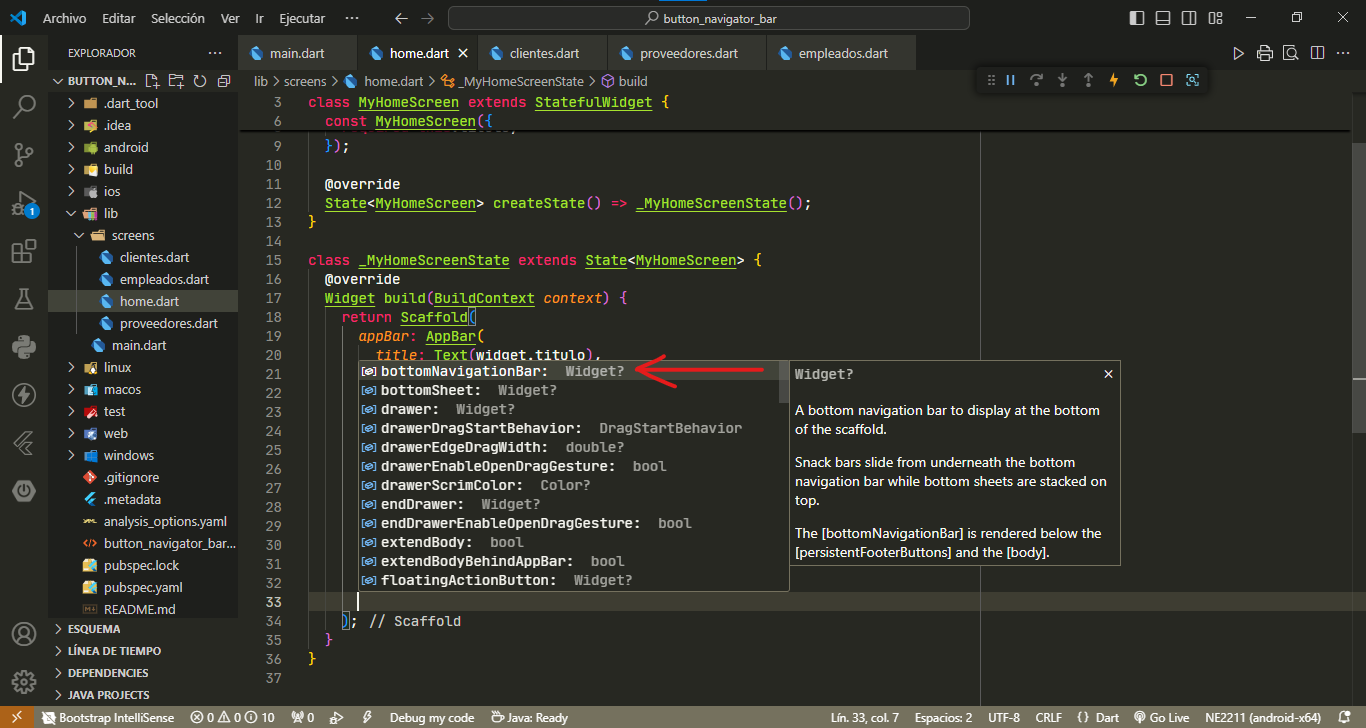 Archivo Editar Selección Ver Ir Ejecutar ··· button_navigator_bar
EXPLORADOR ···
main.dart home.dart clientes.dart proveedores.dart empleados.dart
BUTTON_N...
lib > screens > home.dart > _MyHomeScreenState > build
.dart_tool
.idea
android
build
ios
lib
screens
clientes.dart
empleados.dart
home.dart
proveedores.dart
main.dart
linux
macos
test
web
windows
.gitignore
.metadata
analysis_options.yaml
button_navigator_bar...
pubspec.lock
pubspec.yaml
README.md
ESQUEMA
LÍNEA DE TIEMPO
DEPENDENCIES
JAVA PROJECTS
1
3 class MyHomeScreen extends StatefulWidget {
6 const MyHomeScreen({
9 });
10
11 @override
12 State<MyHomeScreen> createState() => _MyHomeScreenState();
13 }
14
15 class _MyHomeScreenState extends State<MyHomeScreen> {
16 @override
17 Widget build(BuildContext context) {
18 return Scaffold(
19 appBar: AppBar(
20 title: Text(widget.titulo),
21
22
23
24
25
26
27
28
29
30
31
32
33
34 ); // Scaffold
35 }
36 }
37
bottomNavigationBar: Widget?
bottomSheet: Widget?
drawer: Widget?
drawerDragStartBehavior: DragStartBehavior
drawerEdgeDragWidth: double?
drawerEnableOpenDragGesture: bool
drawerScrimColor: Color?
endDrawer: Widget?
endDrawerEnableOpenDragGesture: bool
extendBody: bool
extendBodyBehindAppBar: bool
floatingActionButton: Widget?
Widget?
A bottom navigation bar to display at the bottom
of the scaffold.
Snack bars slide from underneath the bottom
navigation bar while bottom sheets are stacked on
top.
The [bottomNavigationBar] is rendered below the
[persistentFooterButtons] and the [body].
Bootstrap IntelliSense 0 0 10 0 Debug my code Java: Ready Lín. 33, col. 7 Espacios: 2 UTF-8 CRLF {} Dart Go Live NE2211 (android-x64)